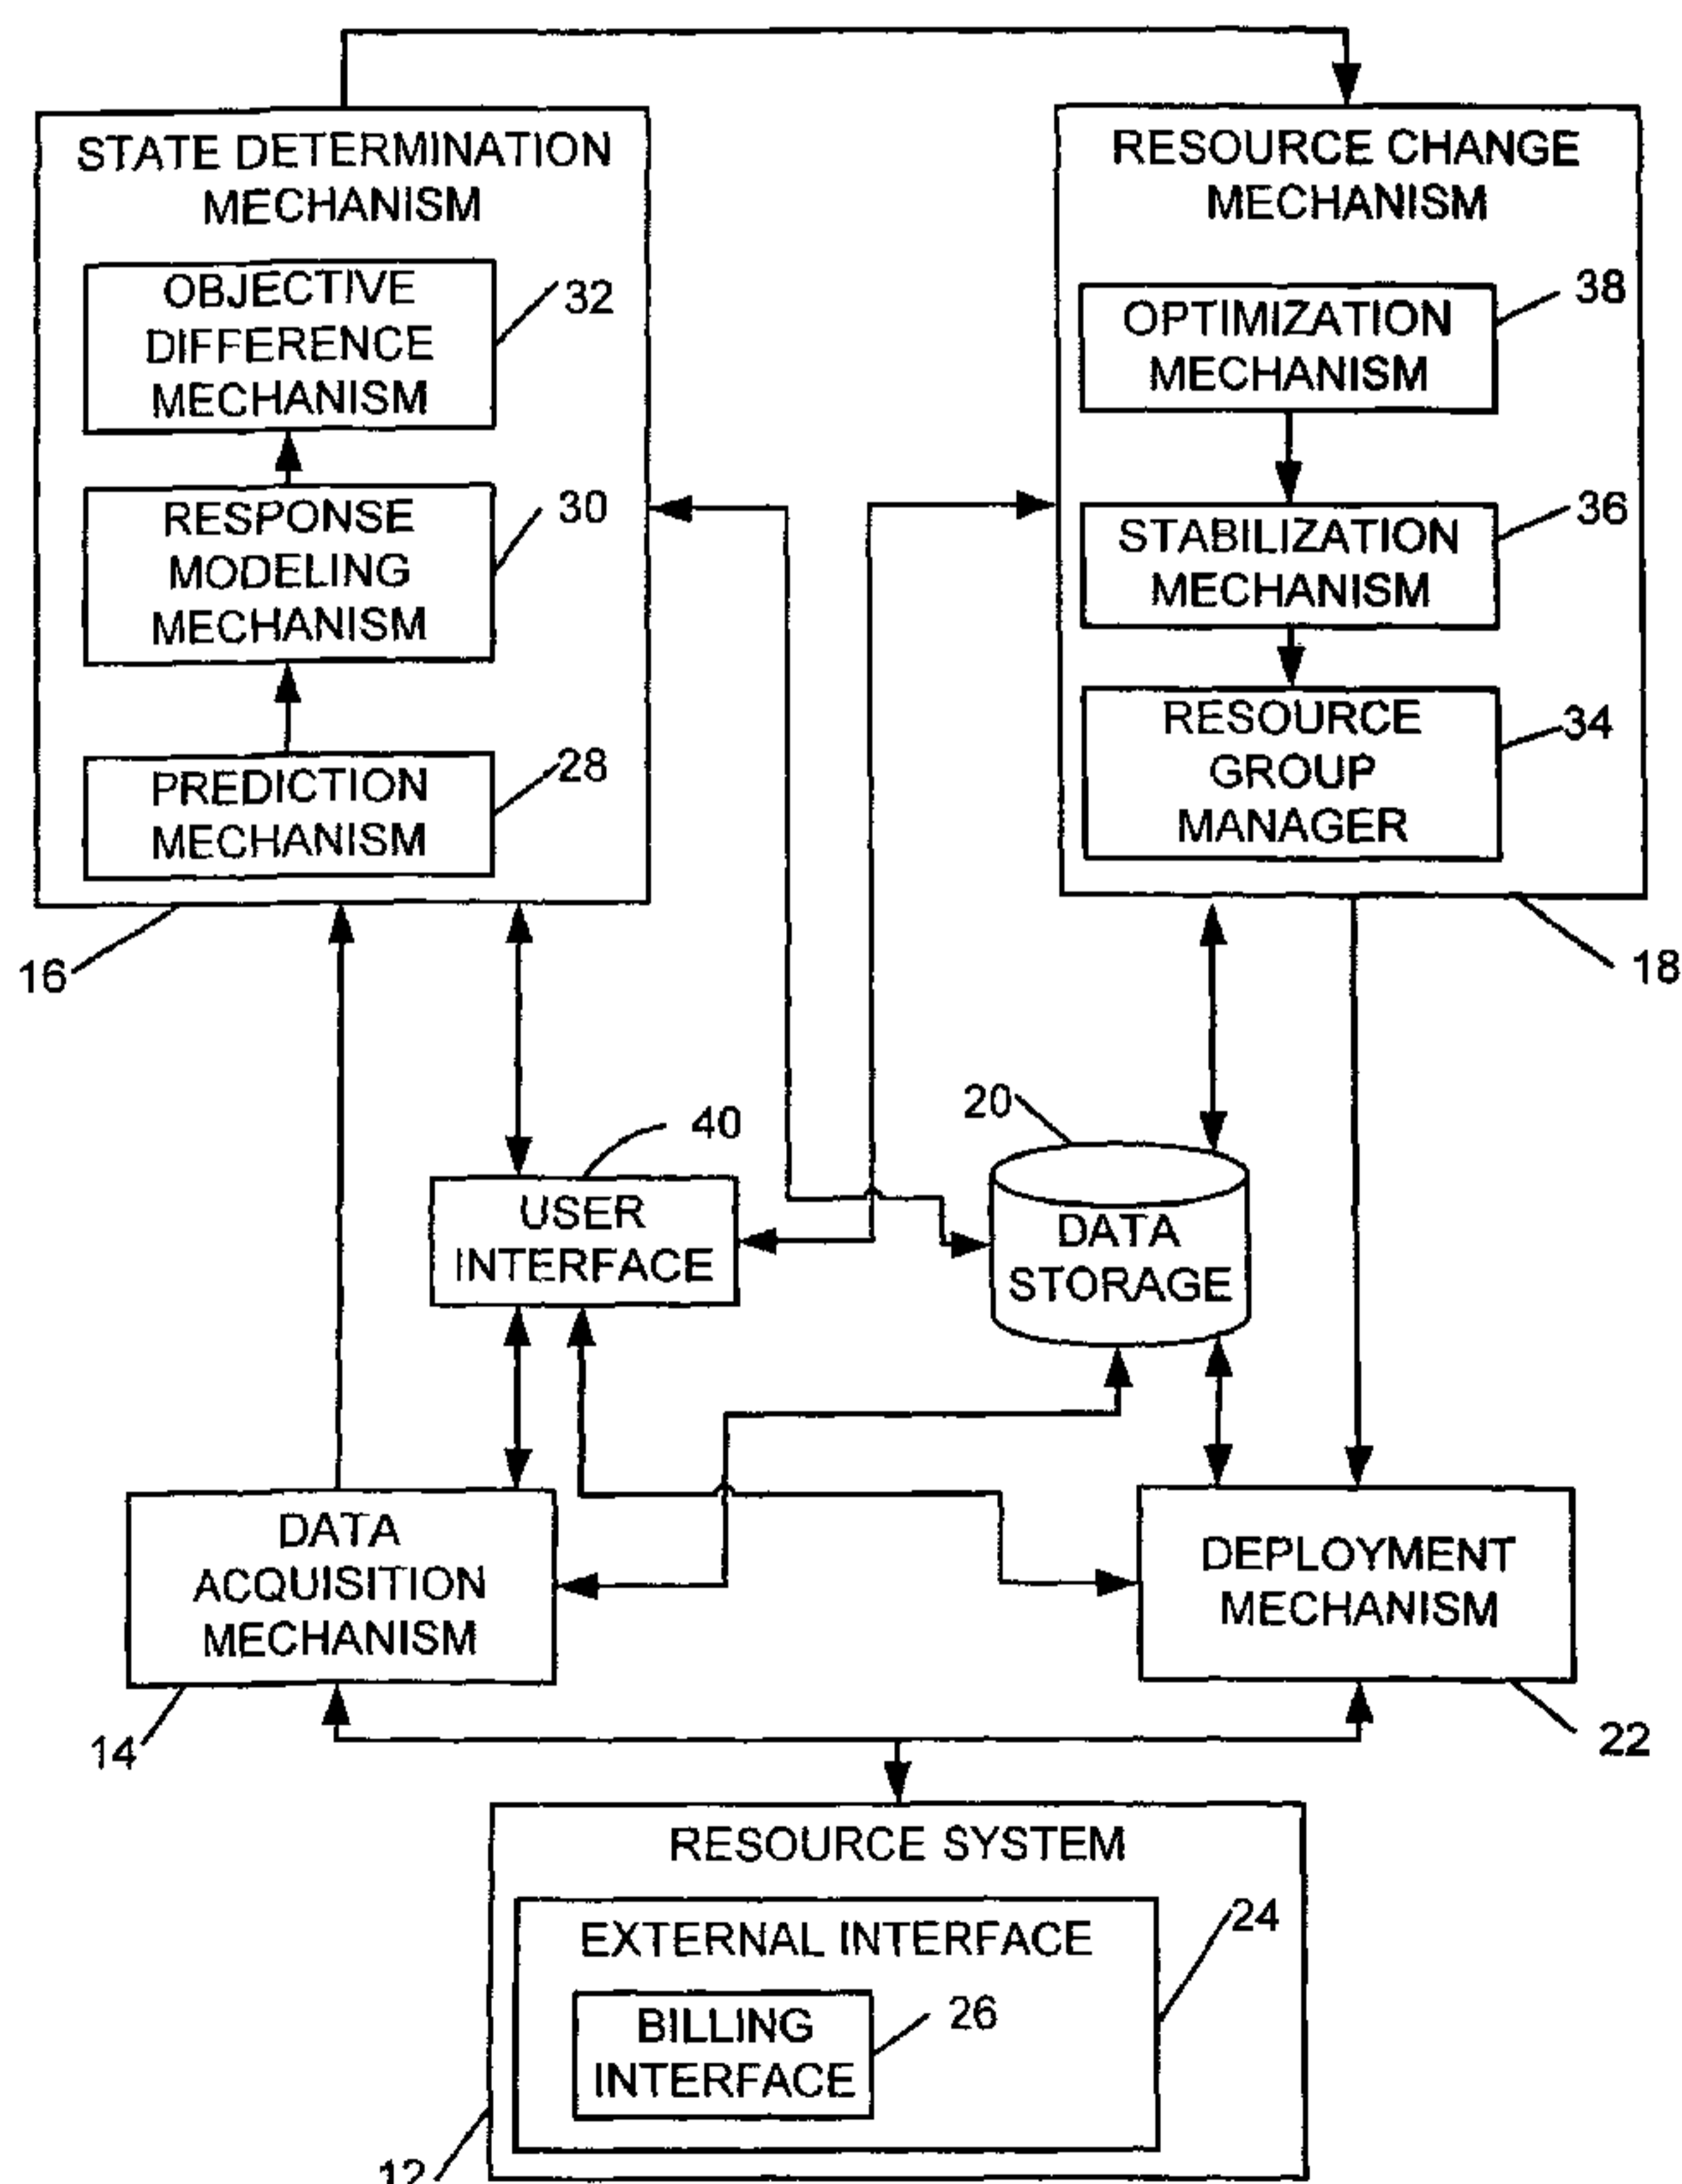 STATE DETERMINATION
MECHANISM
OBJECTIVE
DIFFERENCE
MECHANISM
32
RESPONSE
MODELING
MECHANISM
30
PREDICTION
MECHANISM
28
16
RESOURCE CHANGE
MECHANISM
OPTIMIZATION
MECHANISM
38
STABILIZATION
MECHANISM
36
RESOURCE
GROUP
MANAGER
34
18
40
USER
INTERFACE
20
DATA
STORAGE
DATA
ACQUISITION
MECHANISM
14
DEPLOYMENT
MECHANISM
22
RESOURCE SYSTEM
EXTERNAL INTERFACE
24
BILLING
INTERFACE
26
12